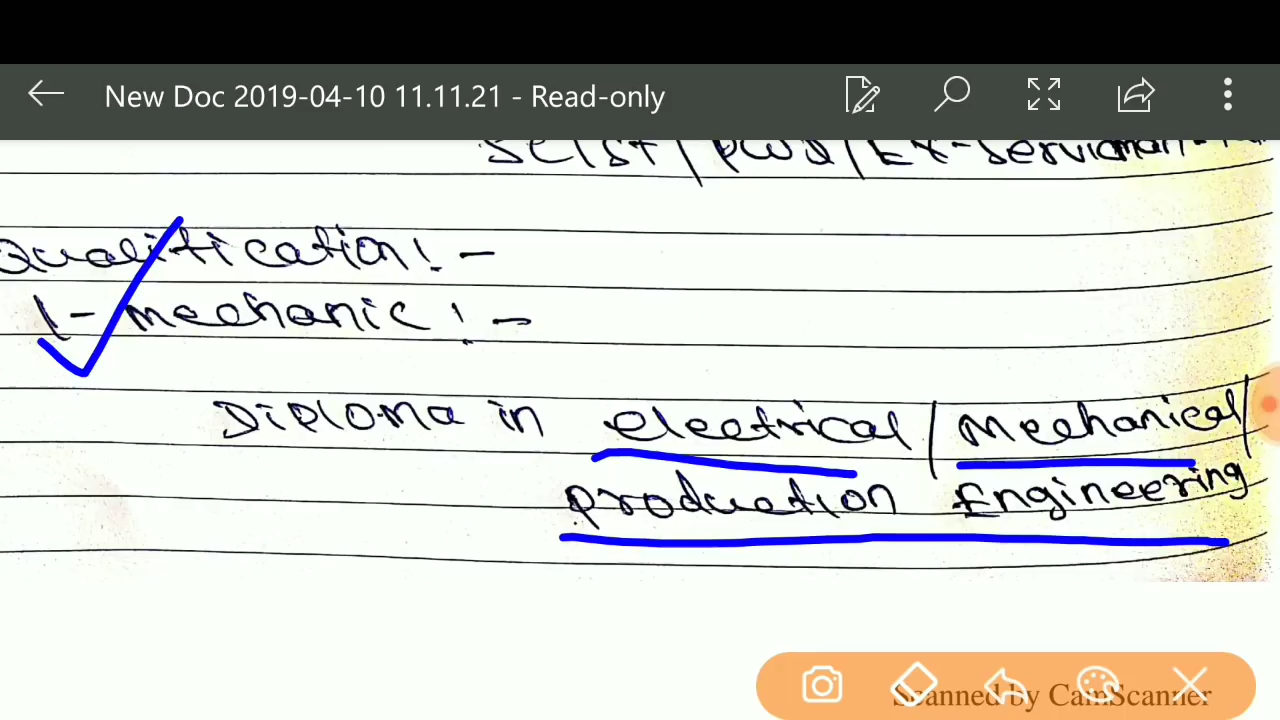 New Doc 2019-04-10 11.11.21 - Read-only
SC/ST/PWD/EX-Serviceman -
Qualification:-
1- mechanic:-
Diploma in electrical/Mechanical/
production Engineering
Scanned by CamScanner